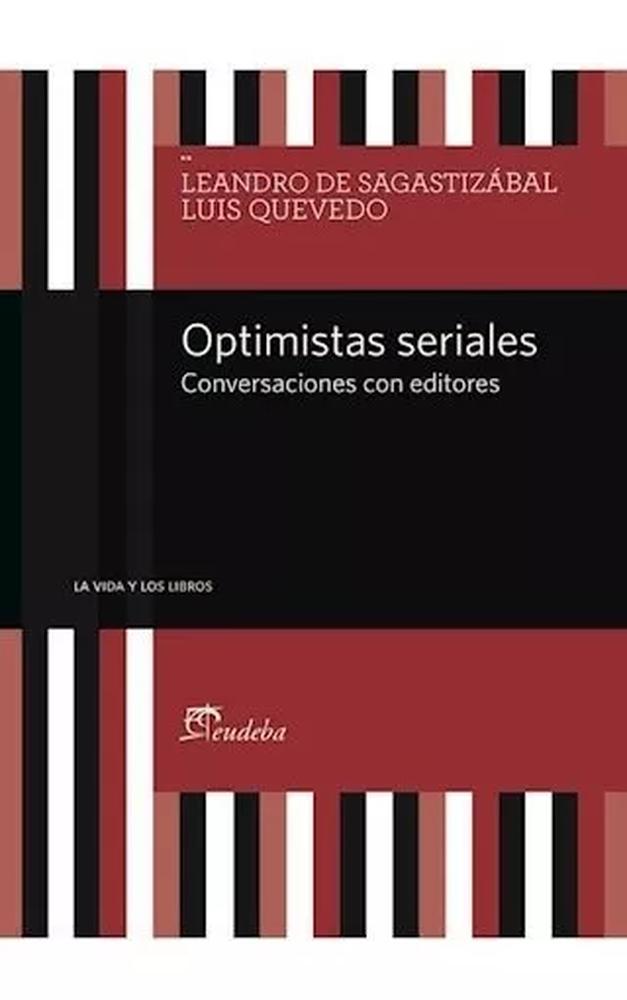 LEANDRO DE SAGASTIZÁBAL
LUIS QUEVEDO
Optimistas seriales
Conversaciones con editores
LA VIDA Y LOS LIBROS
eudeba